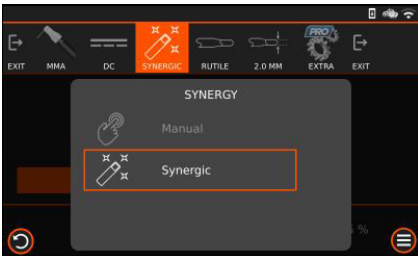 PRO
EXIT MMA DC SYNERGIC RUTILE 2.0 MM EXTRA EXIT
SYNERGY
Manual
Synergic
%